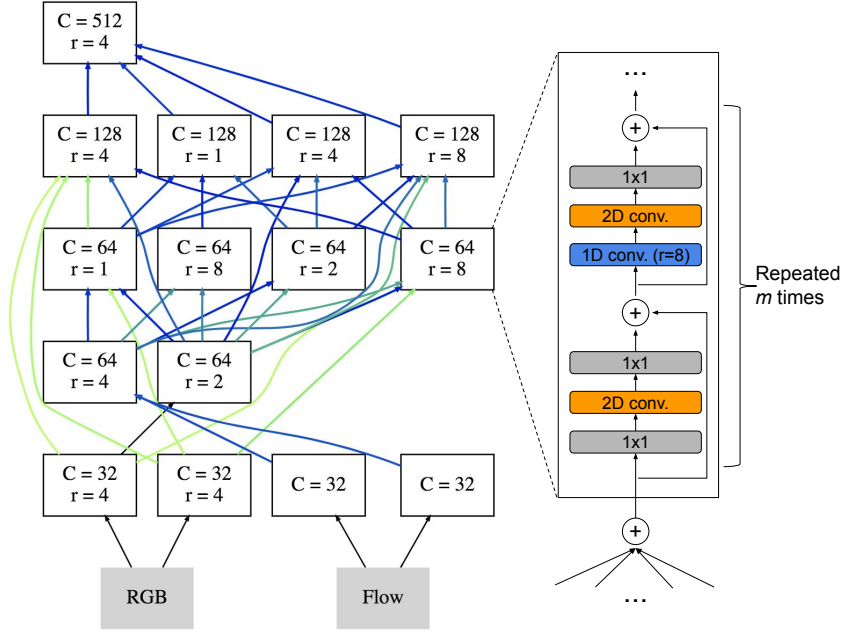 C = 512
r = 4
C = 128
r = 4
C = 128
r = 1
C = 128
r = 4
C = 128
r = 8
C = 64
r = 1
C = 64
r = 8
C = 64
r = 2
C = 64
r = 8
C = 64
r = 4
C = 64
r = 2
C = 32
r = 4
C = 32
r = 4
C = 32
C = 32
RGB
Flow
...
+
1x1
2D conv.
1D conv. (r=8)
+
1x1
2D conv.
1x1
+
...
Repeated
m times